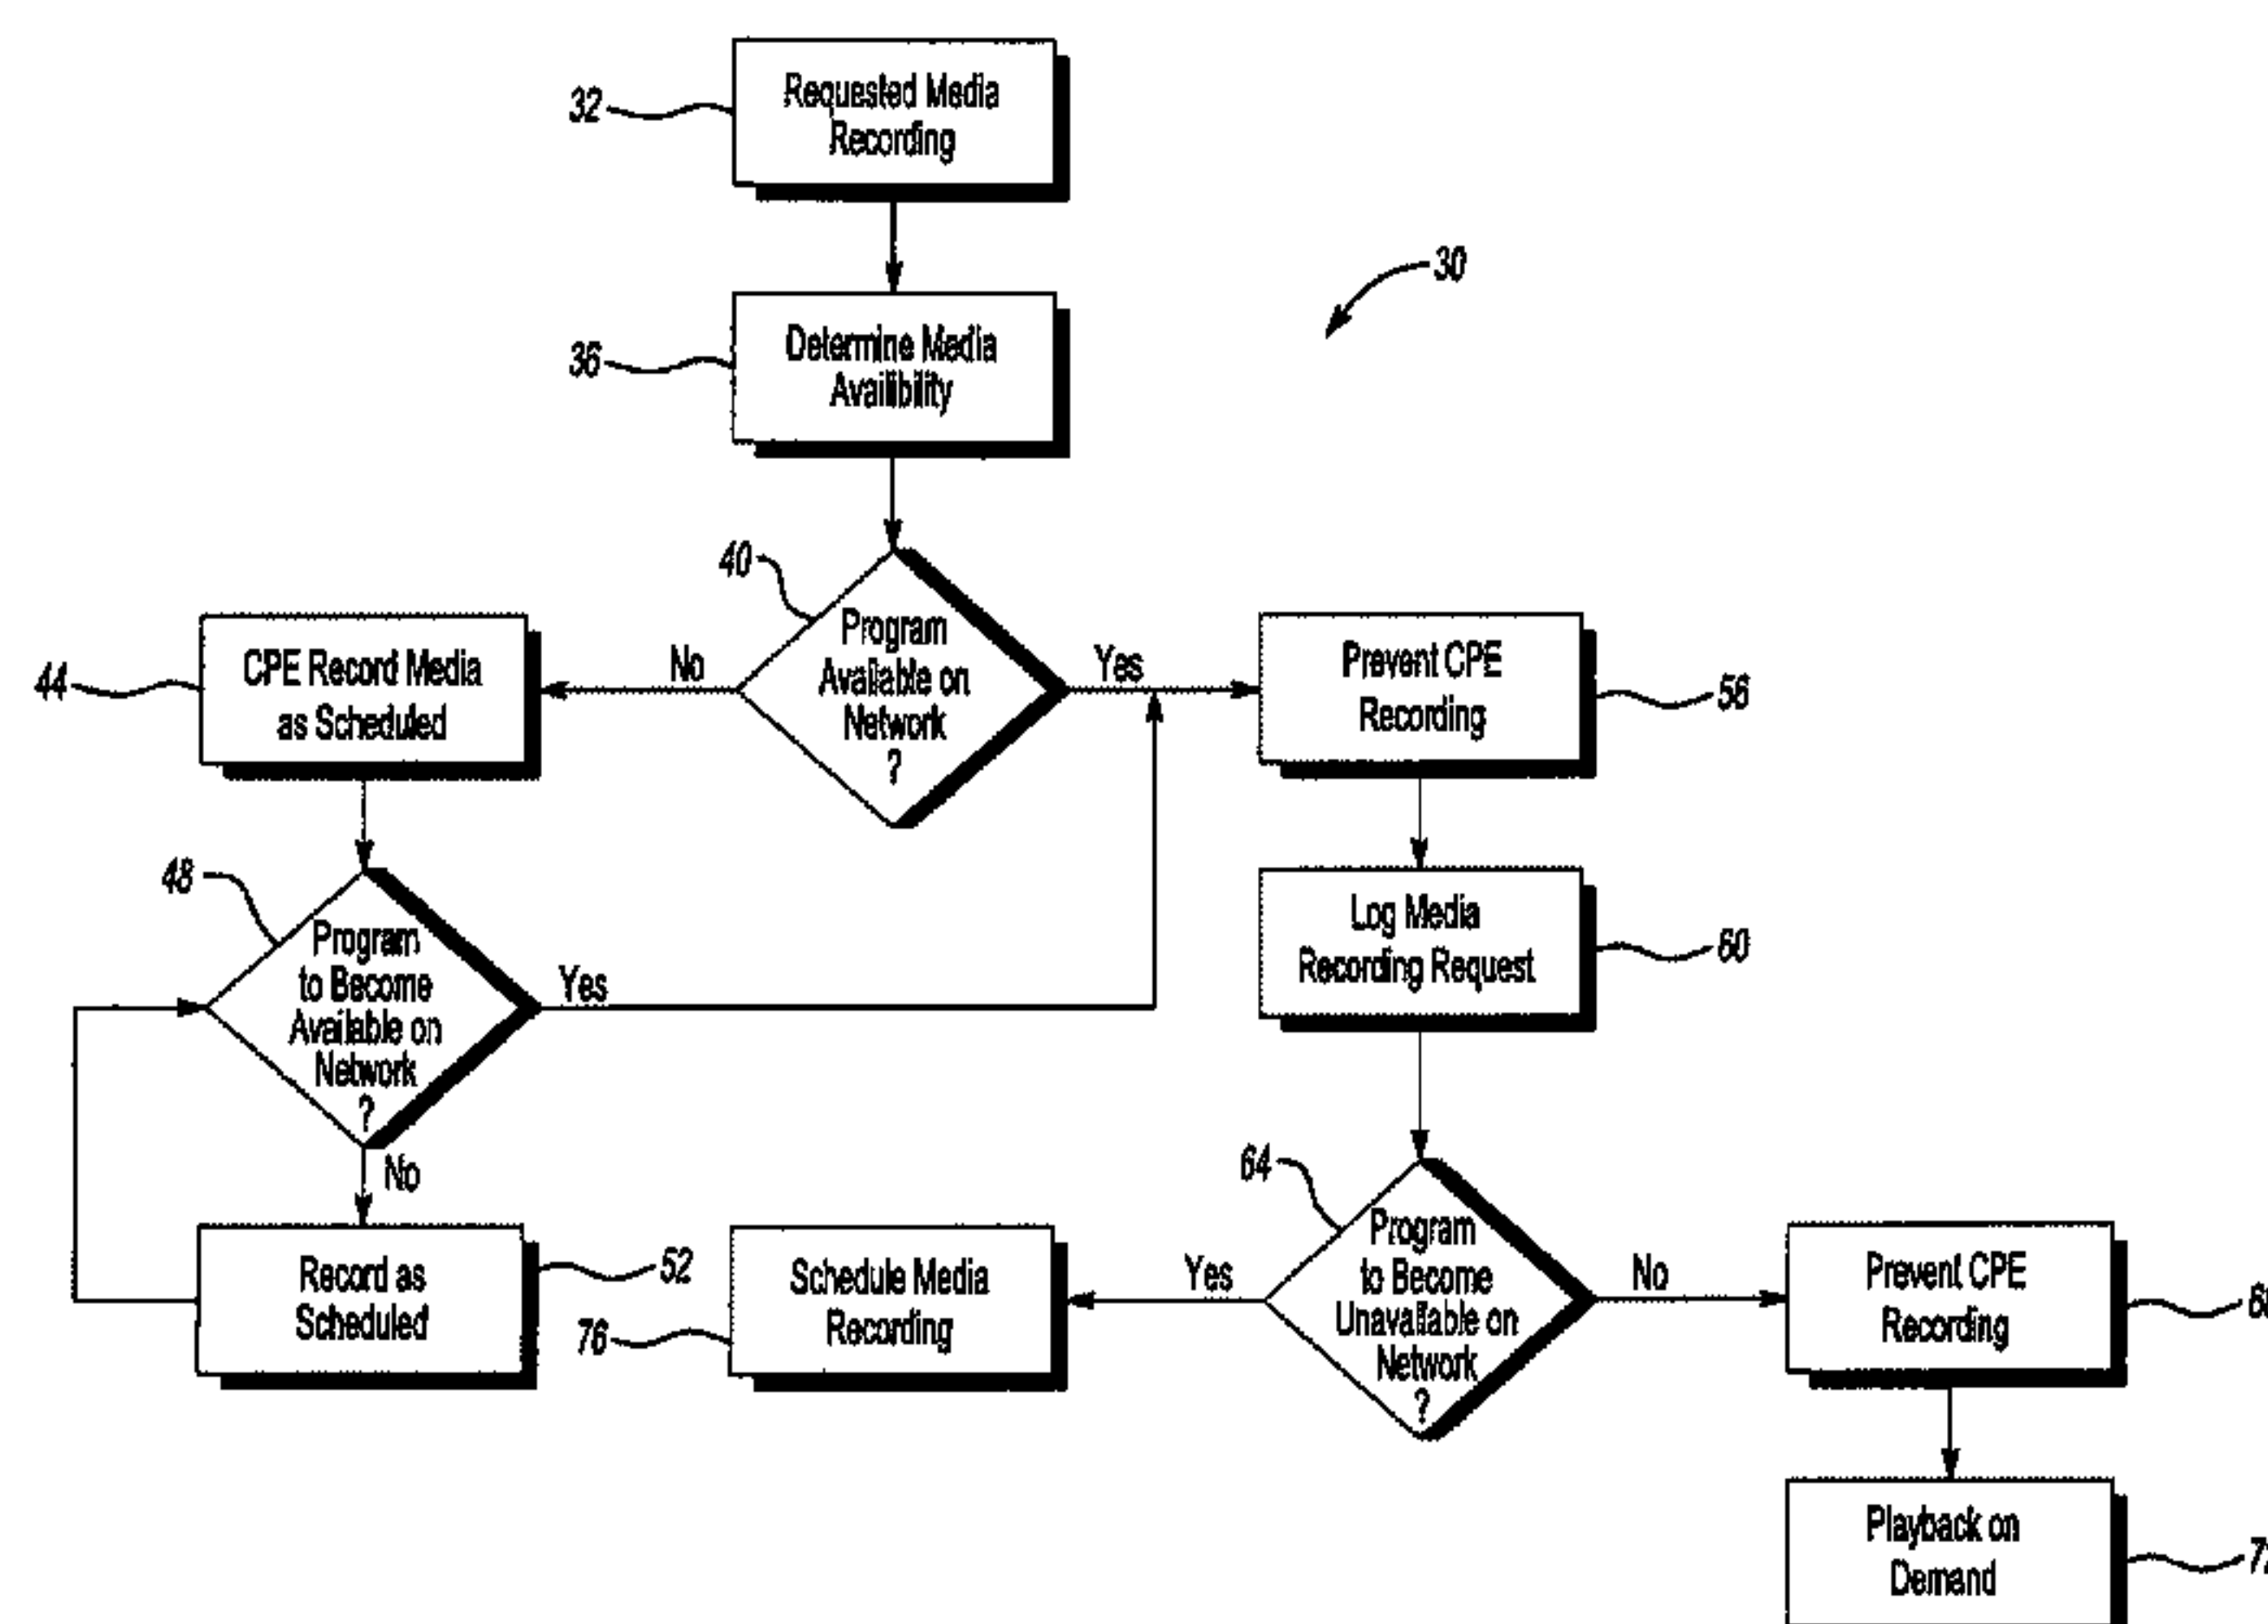 32
Requested Media
Recording
30
36
Determine Media
Availibility
40
Program
Available on
Network
?
No
Yes
44
CPE Record Media
as Scheduled
Prevent CPE
Recording
56
48
Program
to Become
Available on
Network
?
Yes
No
Log Media
Recording Request
60
52
Record as
Scheduled
76
Schedule Media
Recording
64
Program
to Become
Unavailable on
Network
?
Yes
No
Prevent CPE
Recording
Playback on
Demand